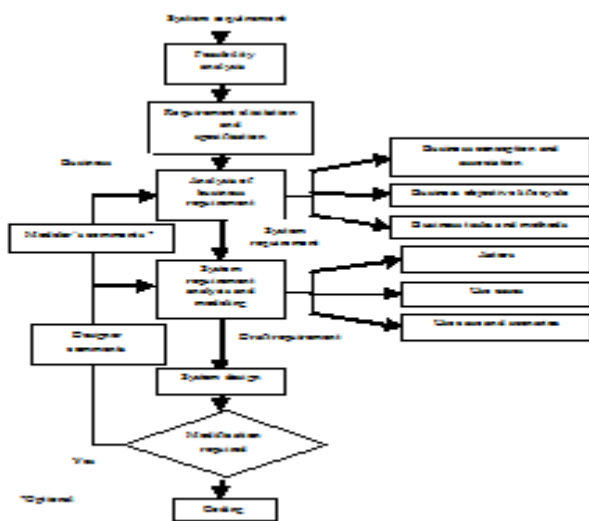 System requirement
Feasibility
analysis
Requirement elicitation
and
specification
Business
Analysis of
business
requirement
Business conception and
Business objective lifecycle
Business tasks and methods
Modeler's comments *
System
requirement
System
requirement
analysis and
modeling
Actors
Use cases
Use case and scenarios
Designer
comments
Draft requirement
System design
Modification
required
Yes
*Optional
Coding